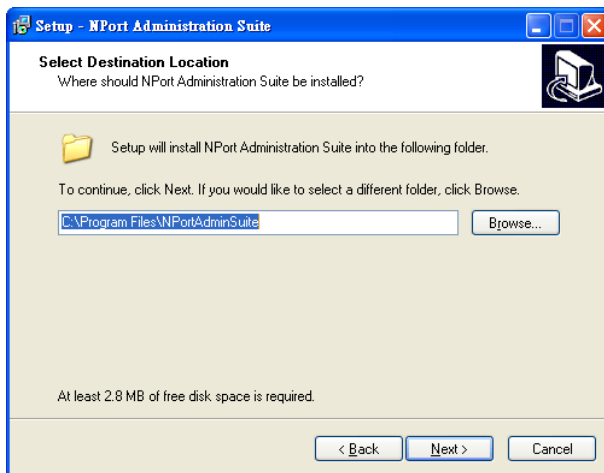 Setup - NPort Administration Suite
Select Destination Location
Where should NPort Administration Suite be installed?
Setup will install NPort Administration Suite into the following folder.
To continue, click Next. If you would like to select a different folder, click Browse.
C:\Program Files\NPortAdminSuite
Browse...
At least 2.8 MB of free disk space is required.
< Back
Next >
Cancel